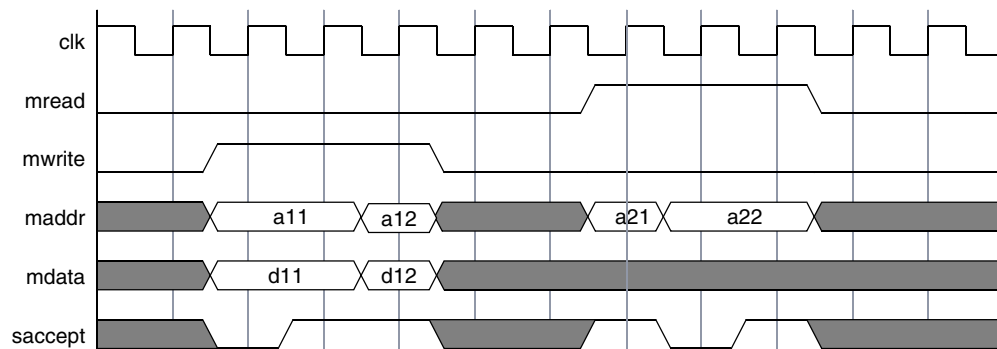 clk
mread
mwrite
maddr a11 a12 a21 a22
mdata d11 d12
saccept